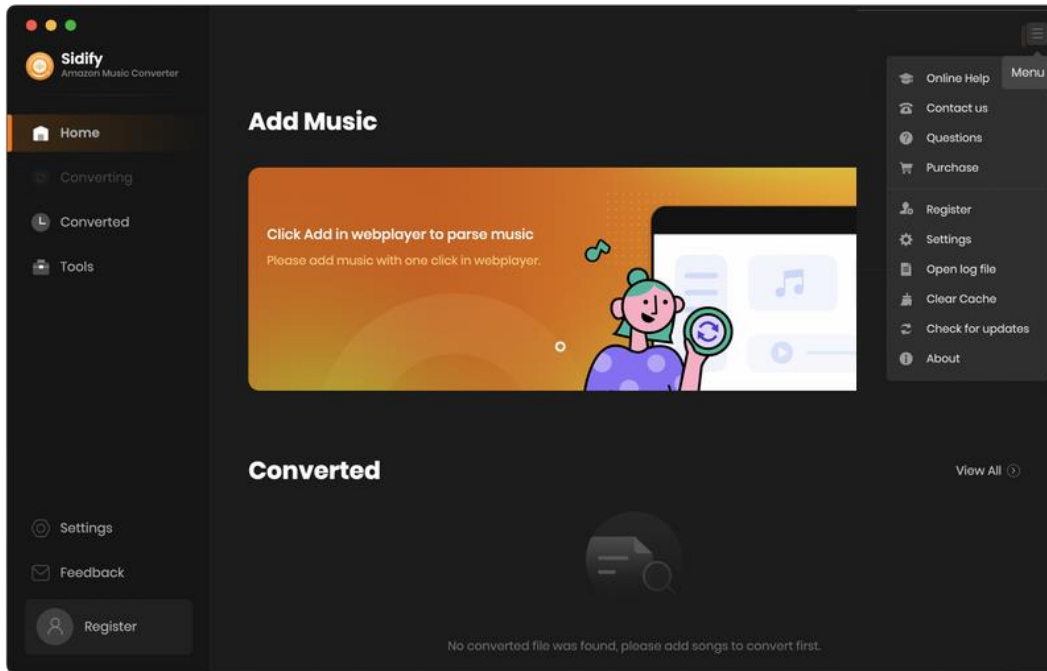 Sidify
Amazon Music Converter
Home
Converting
Converted
Tools
Settings
Feedback
Register
Add Music
Click Add in webplayer to parse music
Please add music with one click in webplayer.
Converted
View All
No converted file was found, please add songs to convert first.
Menu
Online Help
Contact us
Questions
Purchase
Register
Settings
Open log file
Clear Cache
Check for updates
About